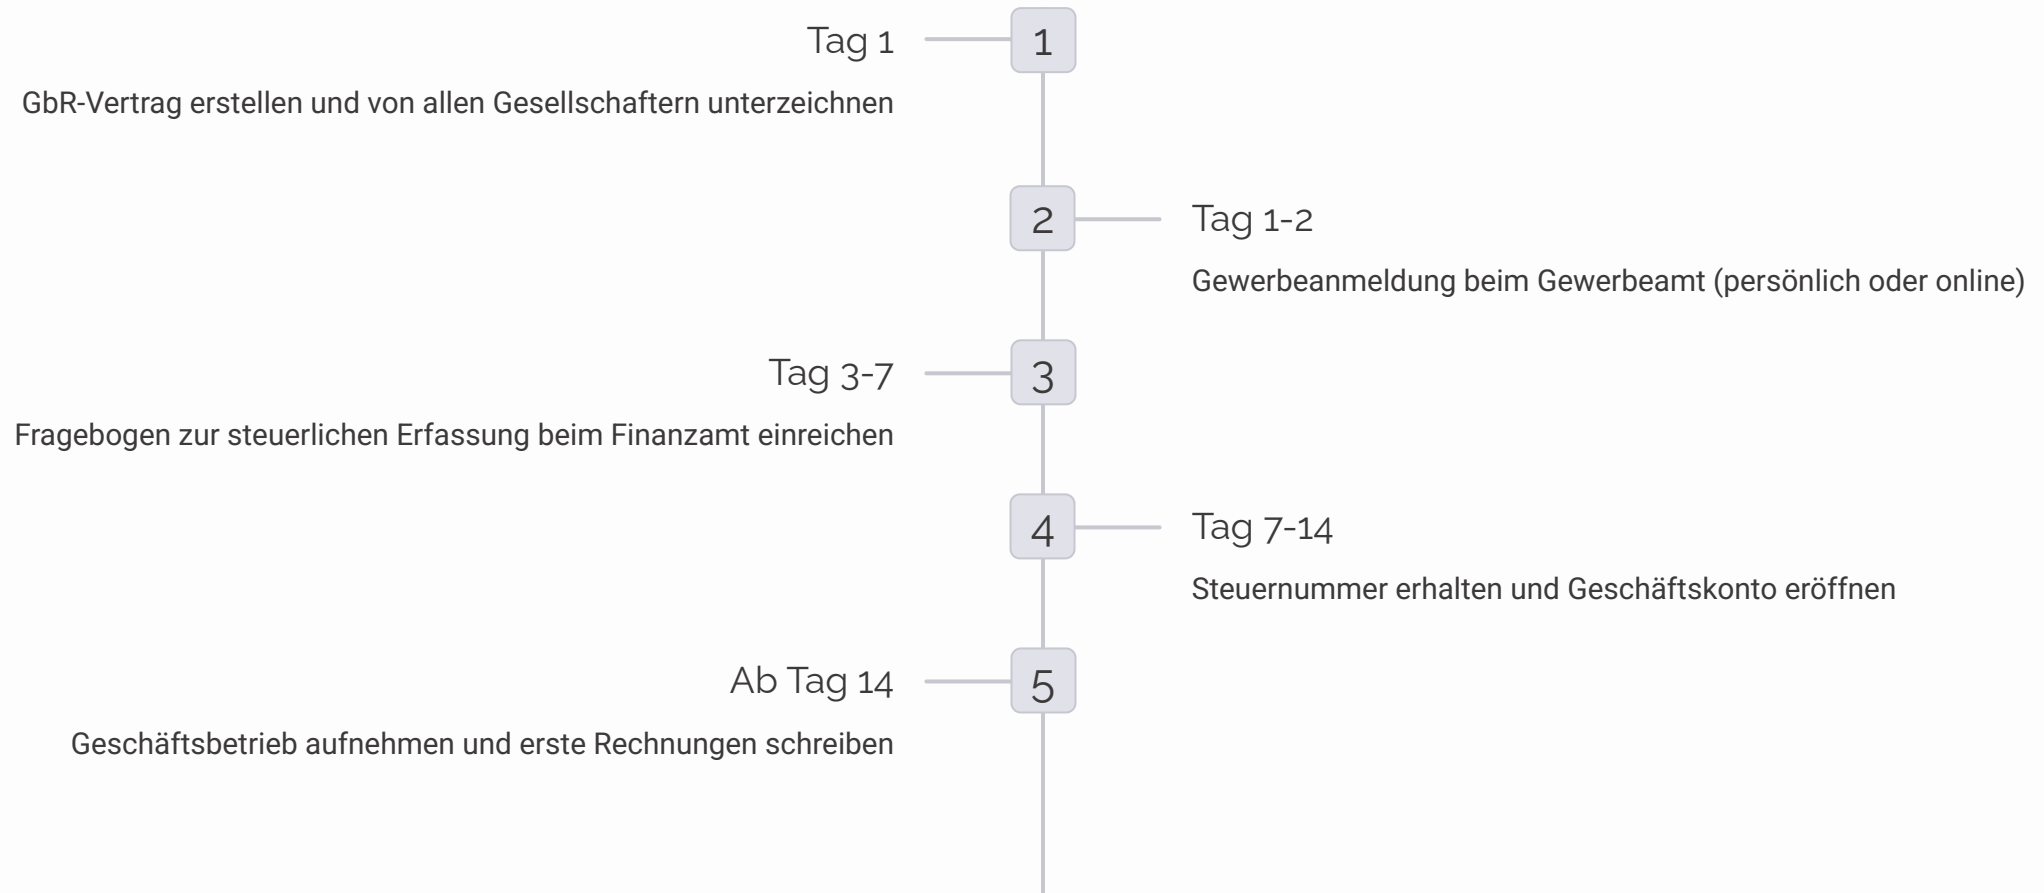 Tag 1
1
GbR-Vertrag erstellen und von allen Gesellschaftern unterzeichnen
2
Tag 1-2
Gewerbeanmeldung beim Gewerbeamt (persönlich oder online)
Tag 3-7
3
Fragebogen zur steuerlichen Erfassung beim Finanzamt einreichen
4
Tag 7-14
Steuernummer erhalten und Geschäftskonto eröffnen
Ab Tag 14
5
Geschäftsbetrieb aufnehmen und erste Rechnungen schreiben